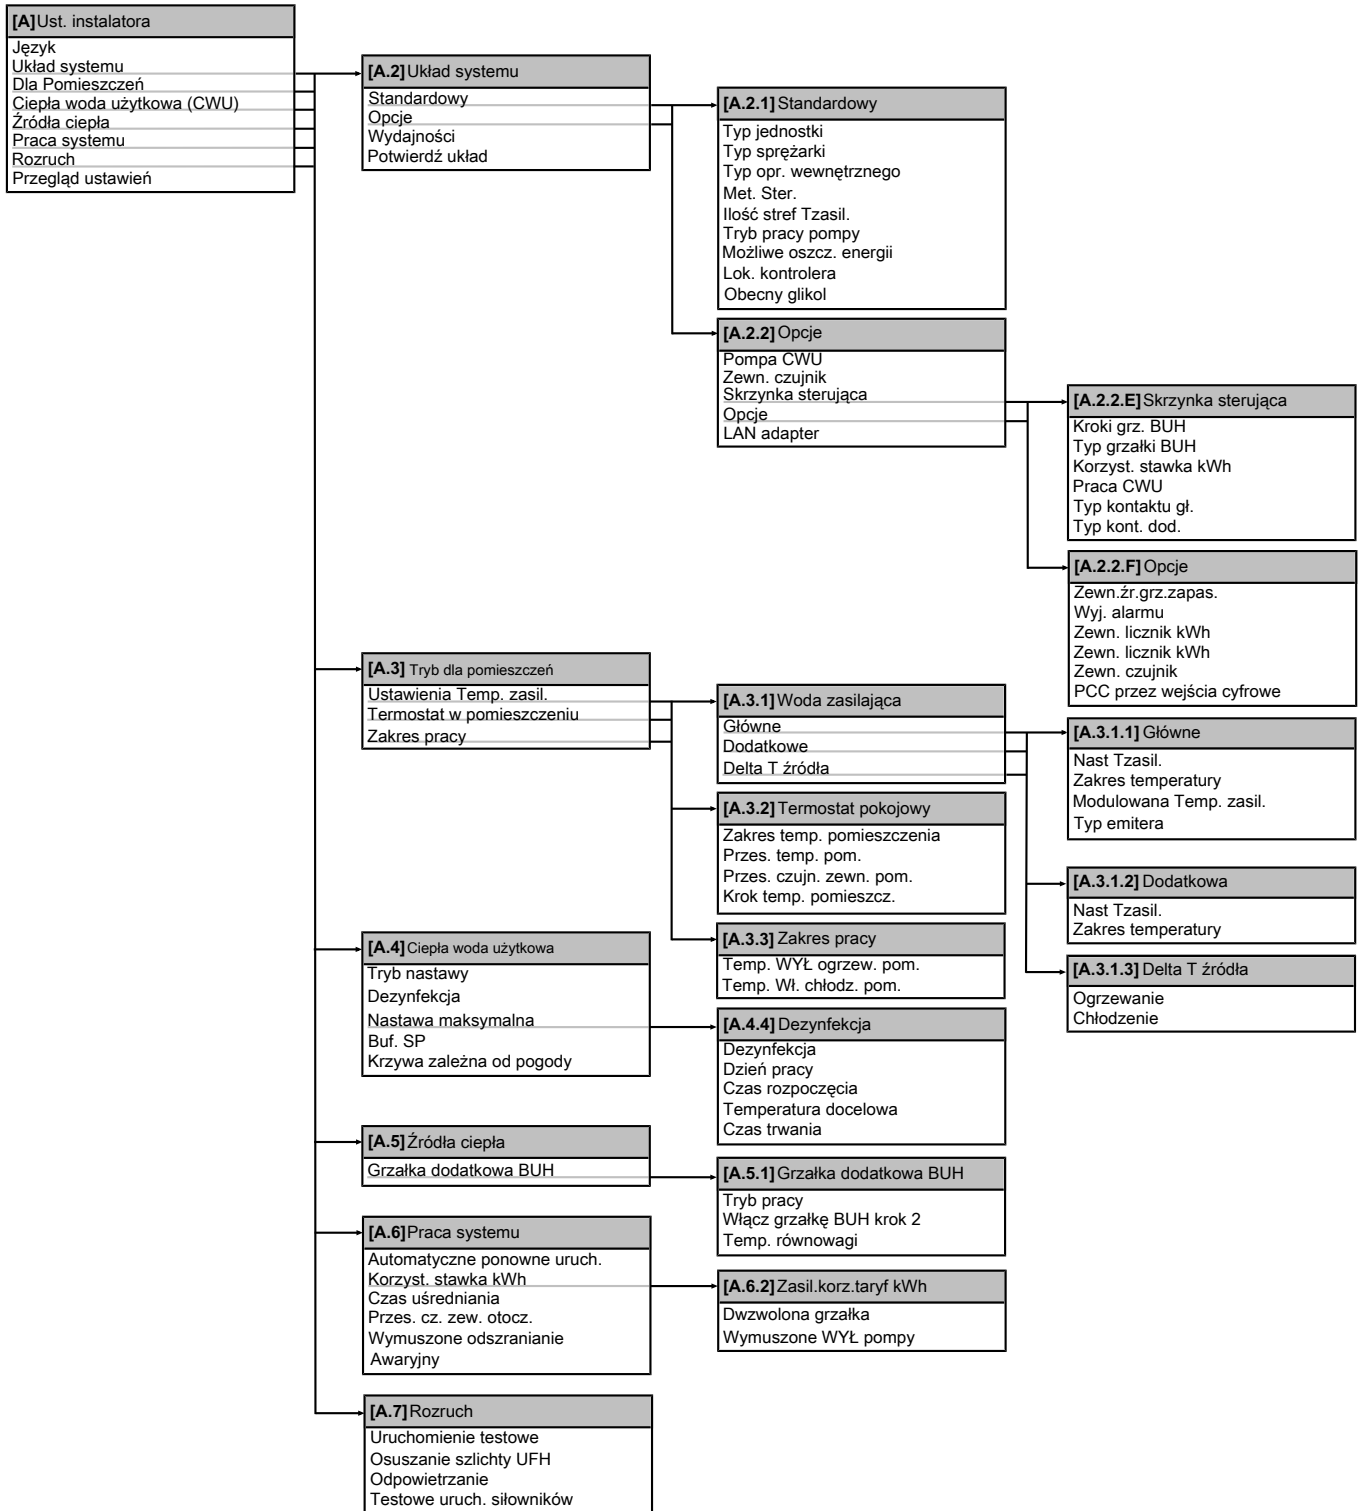 [A] Ust. instalatora
Język
Układ systemu
Dla Pomieszczeń
Ciepła woda użytkowa (CWU)
Źródła ciepła
Praca systemu
Rozruch
Przegląd ustawień
[A.2] Układ systemu
Standardowy
Opcje
Wydajności
Potwierdź układ
[A.2.1] Standardowy
Typ jednostki
Typ sprężarki
Typ opr. wewnętrznego
Met. Ster.
Ilość stref Tzasil.
Tryb pracy pompy
Możliwe oszcz. energii
Lok. kontrolera
Obecny glikol
[A.2.2] Opcje
Pompa CWU
Zewn. czujnik
Skrzynka sterująca
Opcje
LAN adapter
[A.2.2.E] Skrzynka sterująca
Kroki grz. BUH
Typ grzałki BUH
Korzyst. stawka kWh
Praca CWU
Typ kontaktu gł.
Typ kont. dod.
[A.2.2.F] Opcje
Zewn.źr.grz.zapas.
Wyj. alarmu
Zewn. licznik kWh
Zewn. licznik kWh
Zewn. czujnik
PCC przez wejścia cyfrowe
[A.3] Tryb dla pomieszczeń
Ustawienia Temp. zasil.
Termostat w pomieszczeniu
Zakres pracy
[A.3.1] Woda zasilająca
Główne
Dodatkowe
Delta T źródła
[A.3.1.1] Główne
Nast Tzasil.
Zakres temperatury
Modulowana Temp. zasil.
Typ emitera
[A.3.2] Termostat pokojowy
Zakres temp. pomieszczenia
Przes. temp. pom.
Przes. czujn. zewn. pom.
Krok temp. pomieszcz.
[A.3.1.2] Dodatkowa
Nast Tzasil.
Zakres temperatury
[A.3.3] Zakres pracy
Temp. WYŁ ogrzew. pom.
Temp. Wł. chłodz. pom.
[A.3.1.3] Delta T źródła
Ogrzewanie
Chłodzenie
[A.4] Ciepła woda użytkowa
Tryb nastawy
Dezynfekcja
Nastawa maksymalna
Buf. SP
Krzywa zależna od pogody
[A.4.4] Dezynfekcja
Dezynfekcja
Dzień pracy
Czas rozpoczęcia
Temperatura docelowa
Czas trwania
[A.5] Źródła ciepła
Grzałka dodatkowa BUH
[A.5.1] Grzałka dodatkowa BUH
Tryb pracy
Włącz grzałkę BUH krok 2
Temp. równowagi
[A.6] Praca systemu
Automatyczne ponowne uruch.
Korzyst. stawka kWh
Czas uśredniania
Przes. cz. zew. otocz.
Wymuszone odszranianie
Awaryjny
[A.6.2] Zasil.korz.taryf kWh
Dwzwolona grzałka
Wymuszone WYŁ pompy
[A.7] Rozruch
Uruchomienie testowe
Osuszanie szlichty UFH
Odpowietrzanie
Testowe uruch. siłowników